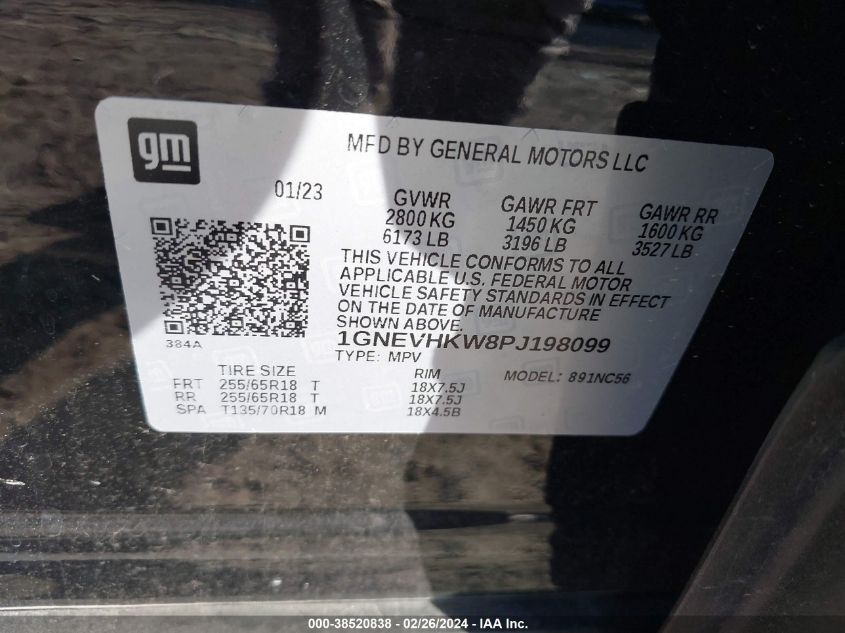 gm
MFD BY GENERAL MOTORS LLC
01/23
GVWR GAWR FRT GAWR RR
2800 KG 1450 KG 1600 KG
6173 LB 3196 LB 3527 LB
THIS VEHICLE CONFORMS TO ALL
APPLICABLE U.S. FEDERAL MOTOR
VEHICLE SAFETY STANDARDS IN EFFECT
ON THE DATE OF MANUFACTURE
SHOWN ABOVE.
384A
1GNEVHKW8PJ198099
TYPE: MPV
TIRE SIZE RIM MODEL: 891NC56
FRT 255/65R18 T 18X7.5J
RR 255/65R18 T 18X7.5J
SPA T135/70R18 M 18X4.5B
000-38520838 - 02/26/2024 - IAA Inc.